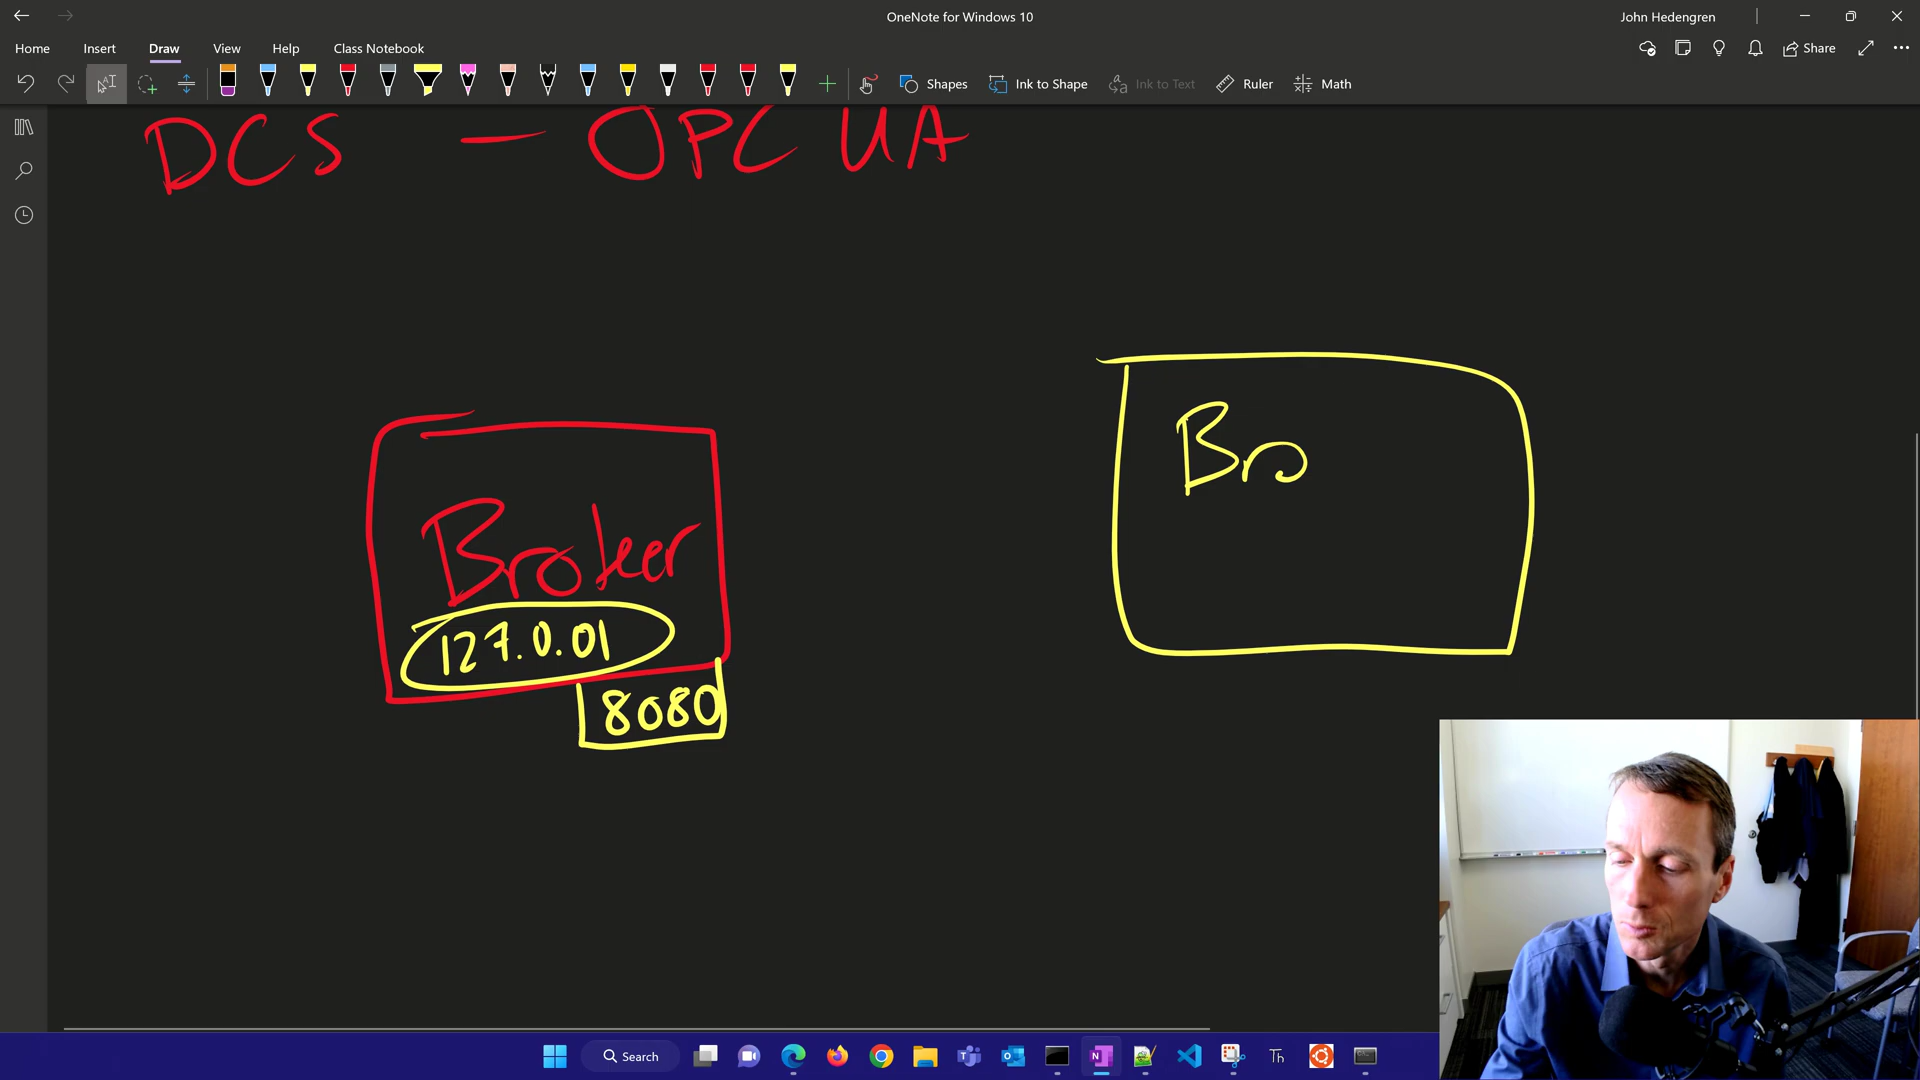 OneNote for Windows 10
John Hedengren
Home Insert Draw View Help Class Notebook
Share
Shapes Ink to Shape Ink to Text Ruler Math
DCS - OPC UA
Broker
127.0.01
8080
Bro
Search
Th